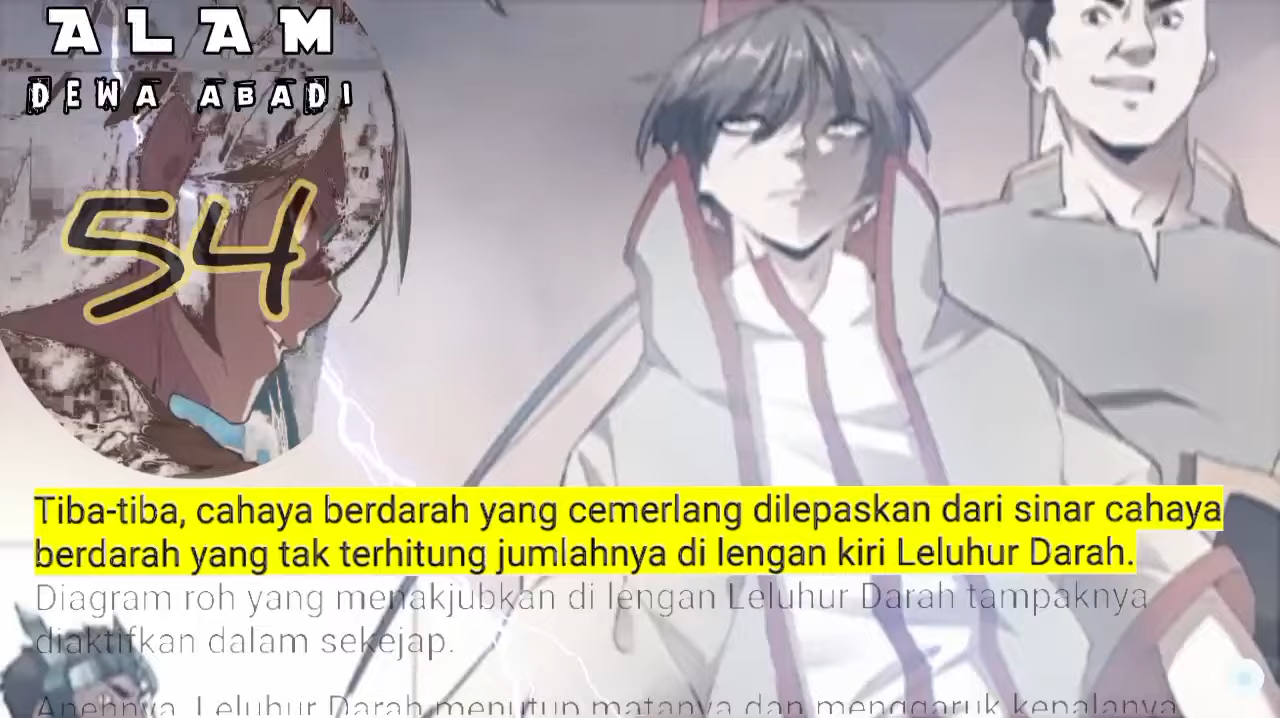 ALAM
DEWA ABADI
54
Tiba-tiba, cahaya berdarah yang cemerlang dilepaskan dari sinar cahaya
berdarah yang tak terhitung jumlahnya di lengan kiri Leluhur Darah.
Diagram roh yang menakjubkan di lengan Leluhur Darah tampaknya
diaktifkan dalam sekejap.
Anehnya, Leluhur Darah menutup matanya dan menggaruk kepalanya